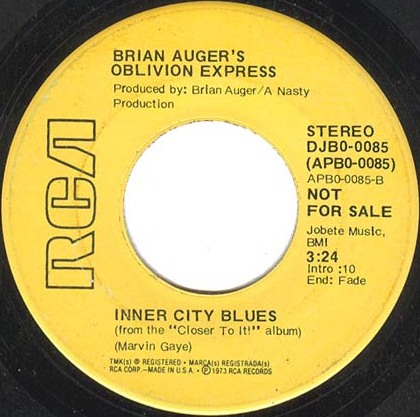 BRIAN AUGER'S
OBLIVION EXPRESS
Produced by: Brian Auger/A Nasty
Production
RCA
STEREO
DJB0-0085
(APB0-0085)
APB0-0085-B
NOT
FOR SALE
Jobete Music,
BMI
3:24
Intro :10
End: Fade
INNER CITY BLUES
(from the "Closer To It!" album)
(Marvin Gaye)
TMK(s) ® REGISTERED • MARCA(s) REGISTRADA(s)
RCA CORP.—MADE IN U.S.A. • ℗1973 RCA RECORDS